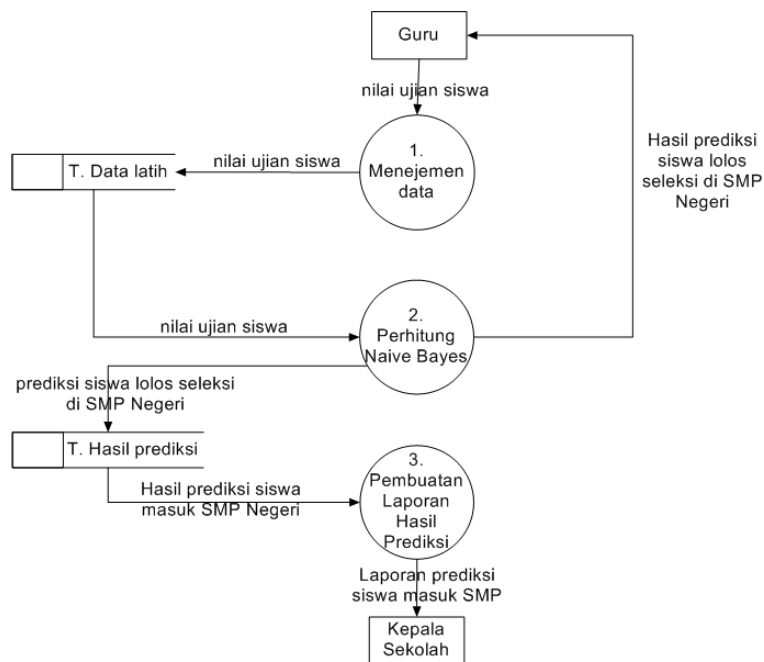 Guru
nilai ujian siswa
1.
Menejemen
data
nilai ujian siswa
T. Data latih
Hasil prediksi
siswa lolos
seleksi di SMP
Negeri
nilai ujian siswa
2.
Perhitung
Naive Bayes
prediksi siswa lolos seleksi
di SMP Negeri
T. Hasil prediksi
Hasil prediksi siswa
masuk SMP Negeri
3.
Pembuatan
Laporan
Hasil
Prediksi
Laporan prediksi
siswa masuk SMP
Kepala
Sekolah